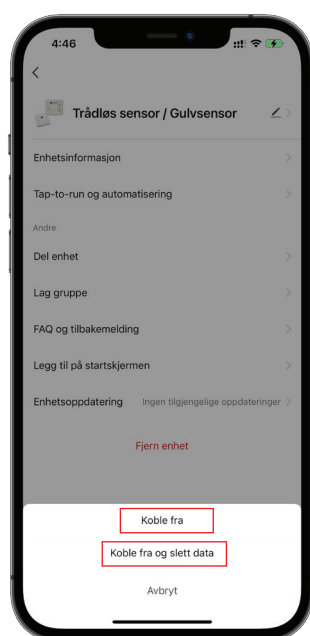 4:46
Trådløs sensor / Gulvsensor
Enhetsinformasjon
Tap-to-run og automatisering
Andre
Del enhet
Lag gruppe
FAQ og tilbakemelding
Legg til på startskjermen
Enhetsoppdatering Ingen tilgjengelige oppdateringer
Fjern enhet
Koble fra
Koble fra og slett data
Avbryt